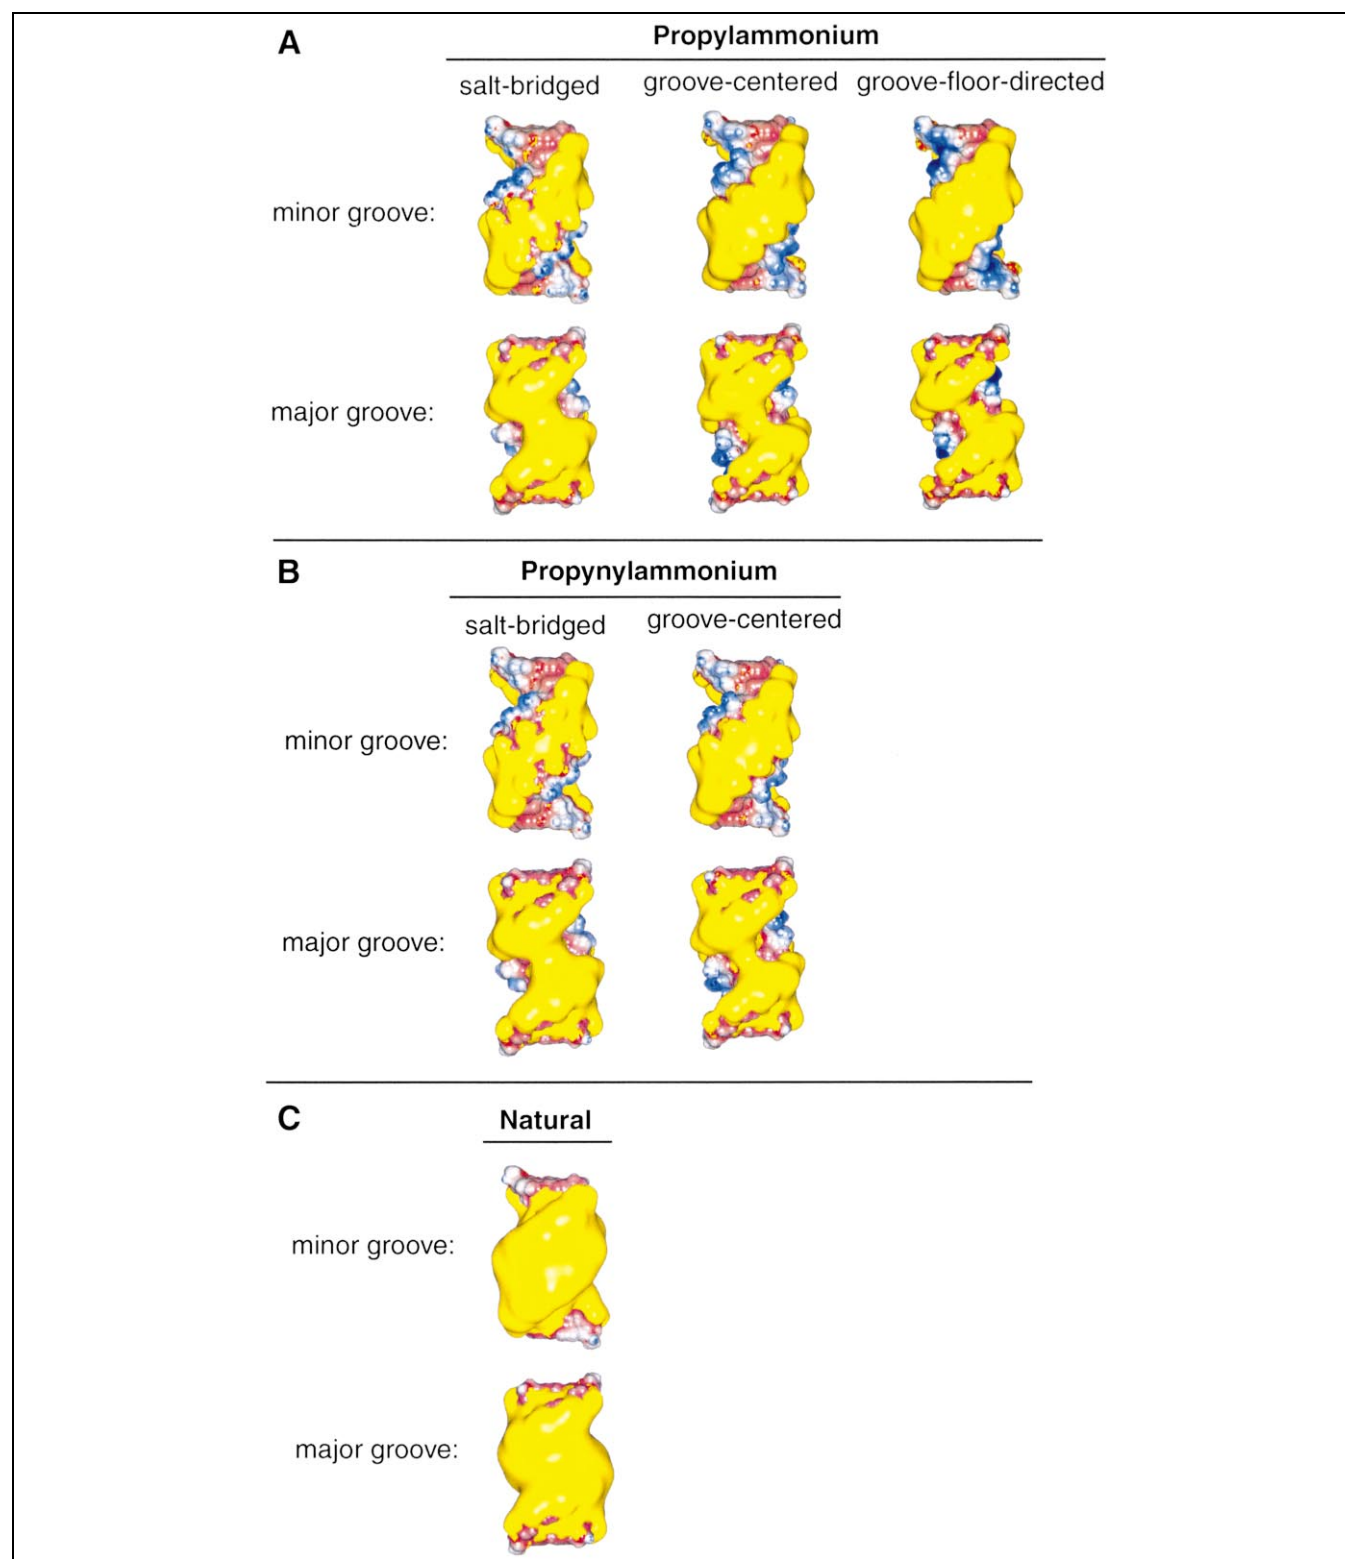 A
Propylammonium
salt-bridged groove-centered groove-floor-directed
minor groove:
major groove:
B
Propynylammonium
salt-bridged groove-centered
minor groove:
major groove:
C
Natural
minor groove:
major groove: